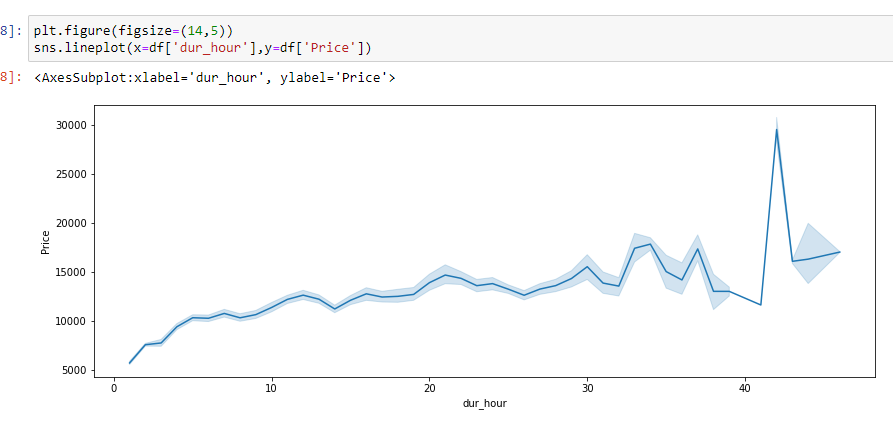 8]: plt.figure(figsize=(14,5))
sns.lineplot(x=df['dur_hour'],y=df['Price'])
8]: <AxesSubplot:xlabel='dur_hour', ylabel='Price'>
30000
25000
20000
15000
10000
5000
Price
0 10 20 30 40
dur_hour